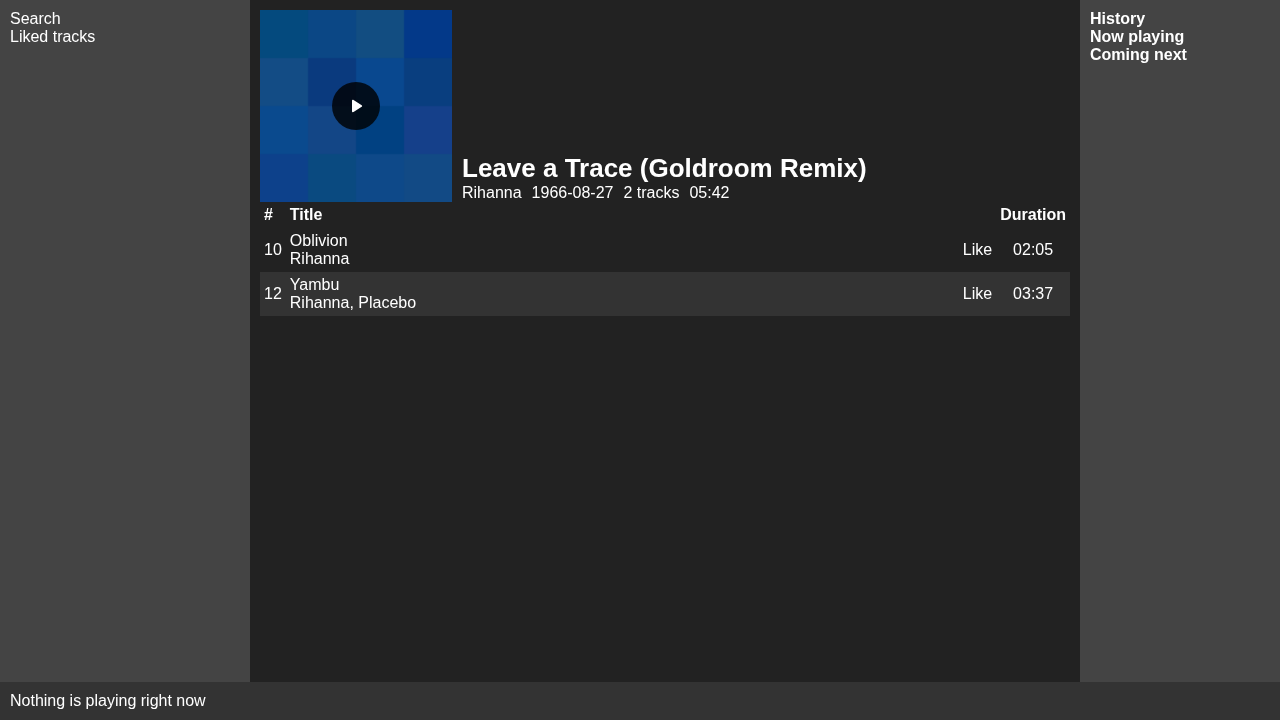 Search
Liked tracks
Leave a Trace (Goldroom Remix)
Rihanna 1966-08-27 2 tracks 05:42
# Title Duration
10 Oblivion Like 02:05
Rihanna
12 Yambu Like 03:37
Rihanna, Placebo
History
Now playing
Coming next
Nothing is playing right now